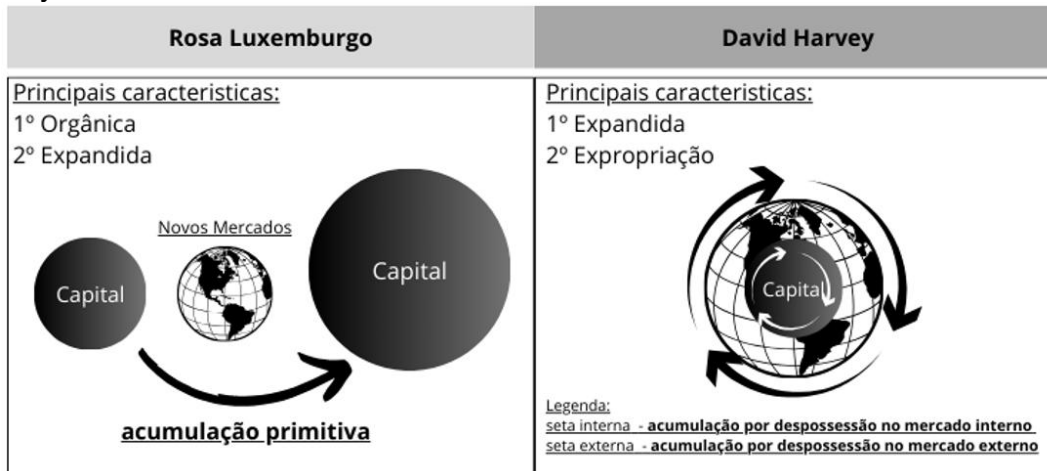 Rosa Luxemburgo
David Harvey
Principais caracteristicas:
1º Orgânica
2º Expandida
Novos Mercados
Capital
Capital
acumulação primitiva
Principais caracteristicas:
1º Expandida
2º Expropriação
Capital
Legenda:
seta interna - acumulação por despossessão no mercado interno
seta externa - acumulação por despossessão no mercado externo